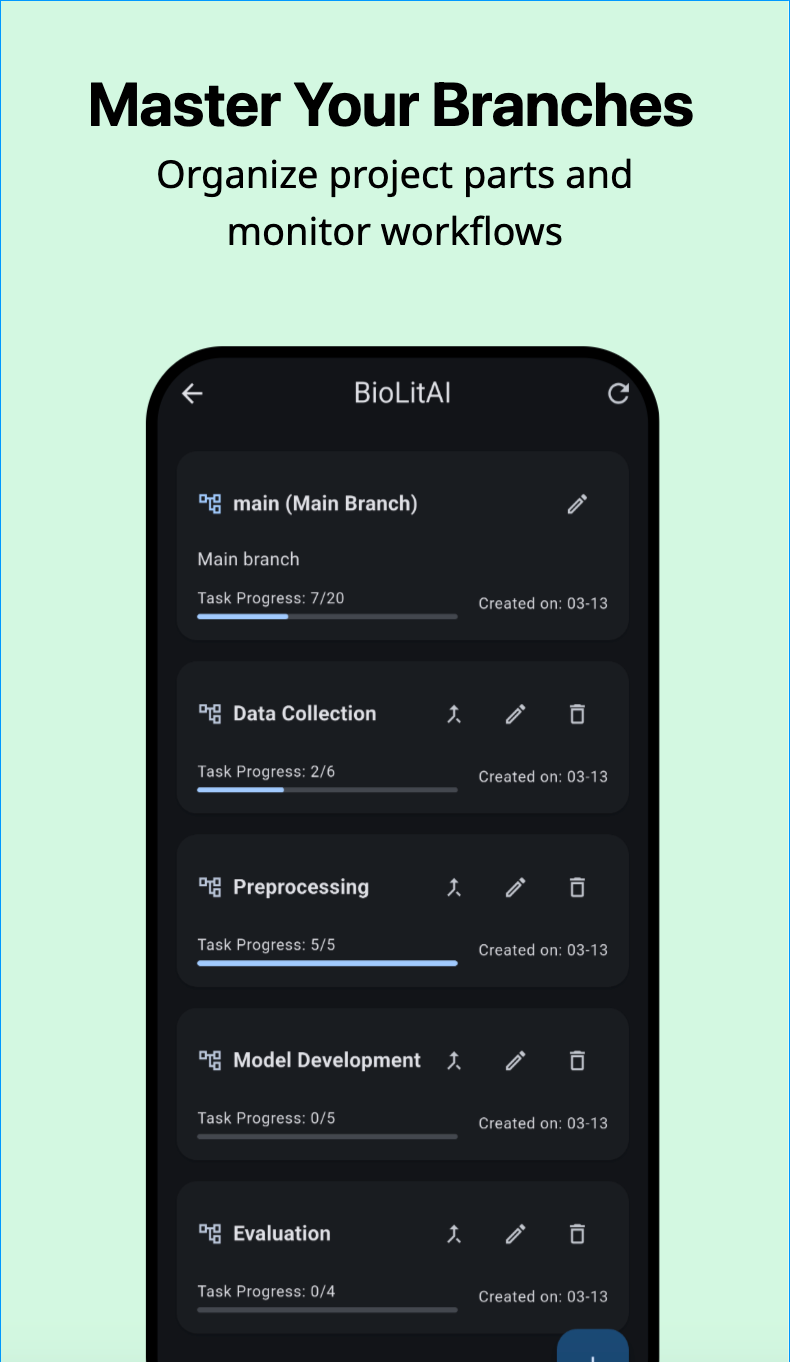 Master Your Branches
Organize project parts and
monitor workflows
BioLitAI
main (Main Branch)
Main branch
Task Progress: 7/20
Created on: 03-13
Data Collection
Task Progress: 2/6
Created on: 03-13
Preprocessing
Task Progress: 5/5
Created on: 03-13
Model Development
Task Progress: 0/5
Created on: 03-13
Evaluation
Task Progress: 0/4
Created on: 03-13